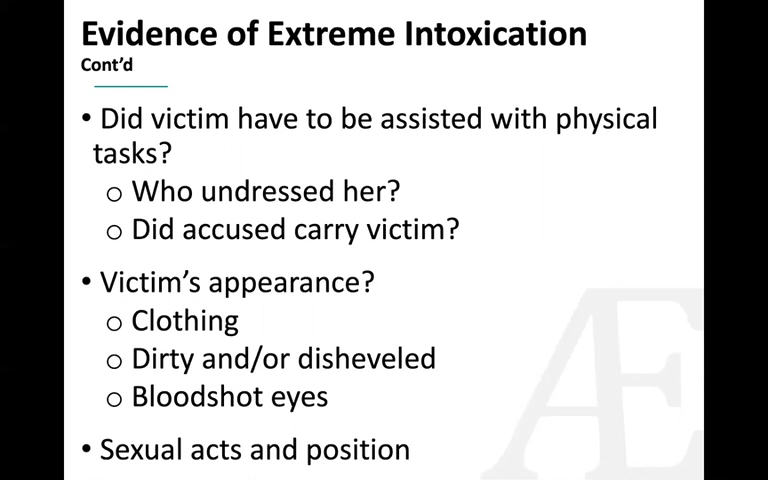 Evidence of Extreme Intoxication
Cont'd
• Did victim have to be assisted with physical
tasks?
o Who undressed her?
o Did accused carry victim?
• Victim's appearance?
o Clothing
o Dirty and/or disheveled
o Bloodshot eyes
• Sexual acts and position
Æ